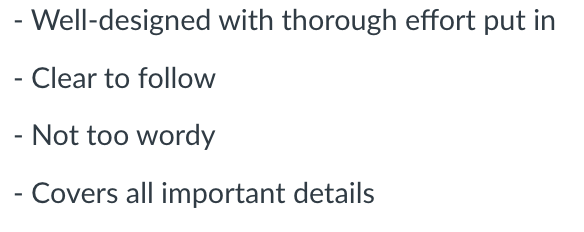 - Well-designed with thorough effort put in
- Clear to follow
- Not too wordy
- Covers all important details